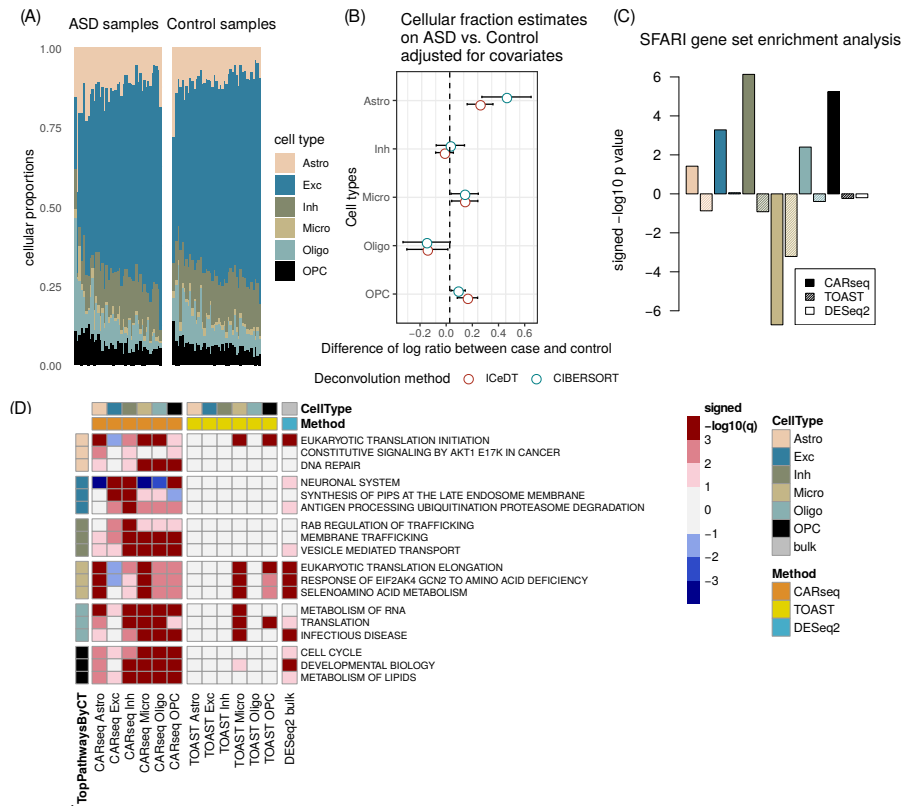 (A)
ASD samples
Control samples
1.00
0.75
0.50
0.25
0.00
cellular proportions
cell type
Astro
Exc
Inh
Micro
Oligo
OPC
(B)
Cellular fraction estimates
on ASD vs. Control
adjusted for covariates
Cell types
Astro
Inh
Micro
Oligo
OPC
−0.2
0.0
0.2
0.4
0.6
Difference of log ratio between case and control
Deconvolution method
ICeDT
CIBERSORT
(C)
SFARI gene set enrichment analysis
signed −log10 p value
6
4
2
0
−2
−4
−6
CARseq
TOAST
DESeq2
(D)
CellType
Method
EUKARYOTIC TRANSLATION INITIATION
CONSTITUTIVE SIGNALING BY AKT1 E17K IN CANCER
DNA REPAIR
NEURONAL SYSTEM
SYNTHESIS OF PIPS AT THE LATE ENDOSOME MEMBRANE
ANTIGEN PROCESSING UBIQUITINATION PROTEASOME DEGRADATION
RAB REGULATION OF TRAFFICKING
MEMBRANE TRAFFICKING
VESICLE MEDIATED TRANSPORT
EUKARYOTIC TRANSLATION ELONGATION
RESPONSE OF EIF2AK4 GCN2 TO AMINO ACID DEFICIENCY
SELENOAMINO ACID METABOLISM
METABOLISM OF RNA
TRANSLATION
INFECTIOUS DISEASE
CELL CYCLE
DEVELOPMENTAL BIOLOGY
METABOLISM OF LIPIDS
TopPathwaysByCT
CARseq Astro
CARseq Exc
CARseq Inh
CARseq Micro
CARseq Oligo
CARseq OPC
TOAST Astro
TOAST Exc
TOAST Inh
TOAST Micro
TOAST Oligo
TOAST OPC
DESeq2 bulk
signed
−log10(q)
3
2
1
0
−1
−2
−3
CellType
Astro
Exc
Inh
Micro
Oligo
OPC
bulk
Method
CARseq
TOAST
DESeq2